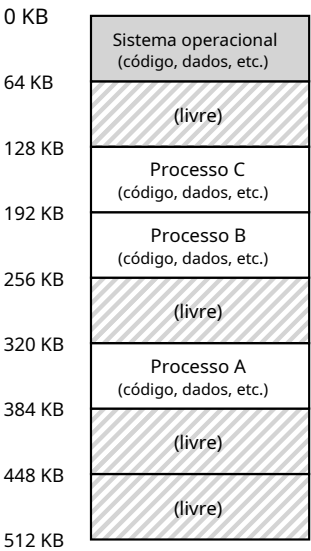 0 KB
Sistema operacional
(código, dados, etc.)
64 KB
(livre)
128 KB
Processo C
(código, dados, etc.)
192 KB
Processo B
(código, dados, etc.)
256 KB
(livre)
320 KB
Processo A
(código, dados, etc.)
384 KB
(livre)
448 KB
(livre)
512 KB